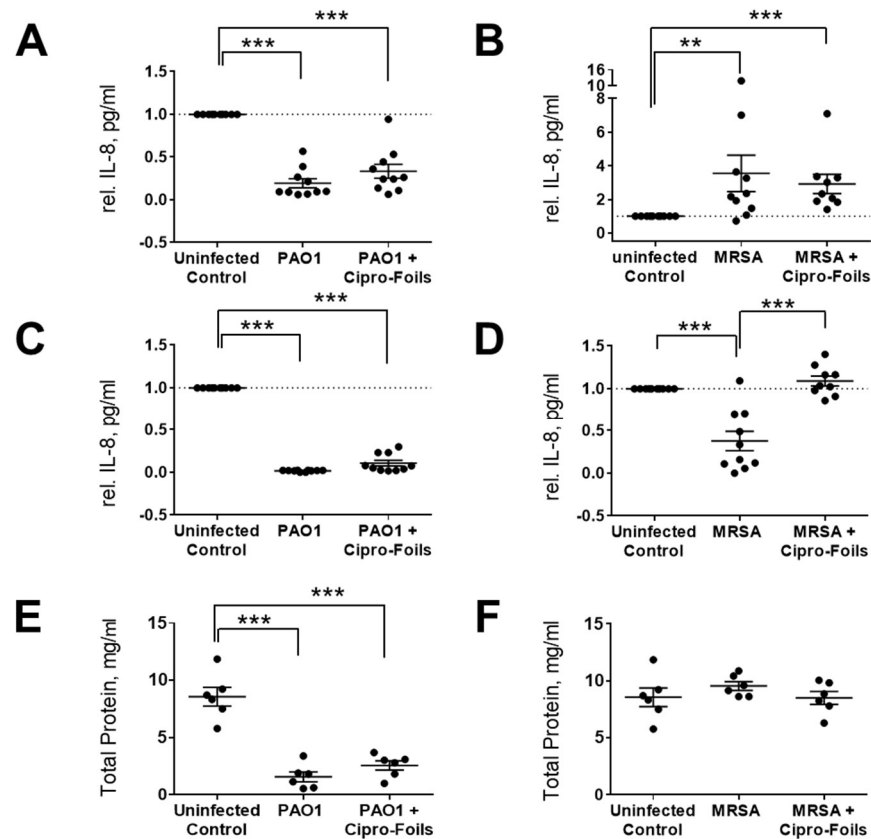 A
***
***
rel. IL-8, pg/ml
1.5
1.0
0.5
0.0
-0.5
Uninfected
Control
PAO1
PAO1 +
Cipro-Foils
B
***
**
rel. IL-8, pg/ml
16
10
8
6
4
2
0
uninfected
Control
MRSA
MRSA +
Cipro-Foils
C
***
***
rel. IL-8, pg/ml
1.5
1.0
0.5
0.0
-0.5
Uninfected
Control
PAO1
PAO1 +
Cipro-Foils
D
***
***
rel. IL-8, pg/ml
1.5
1.0
0.5
0.0
-0.5
Uninfected
Control
MRSA
MRSA +
Cipro-Foils
E
***
***
Total Protein, mg/ml
15
10
5
0
Uninfected
Control
PAO1
PAO1 +
Cipro-Foils
F
Total Protein, mg/ml
15
10
5
0
Uninfected
Control
MRSA
MRSA +
Cipro-Foils